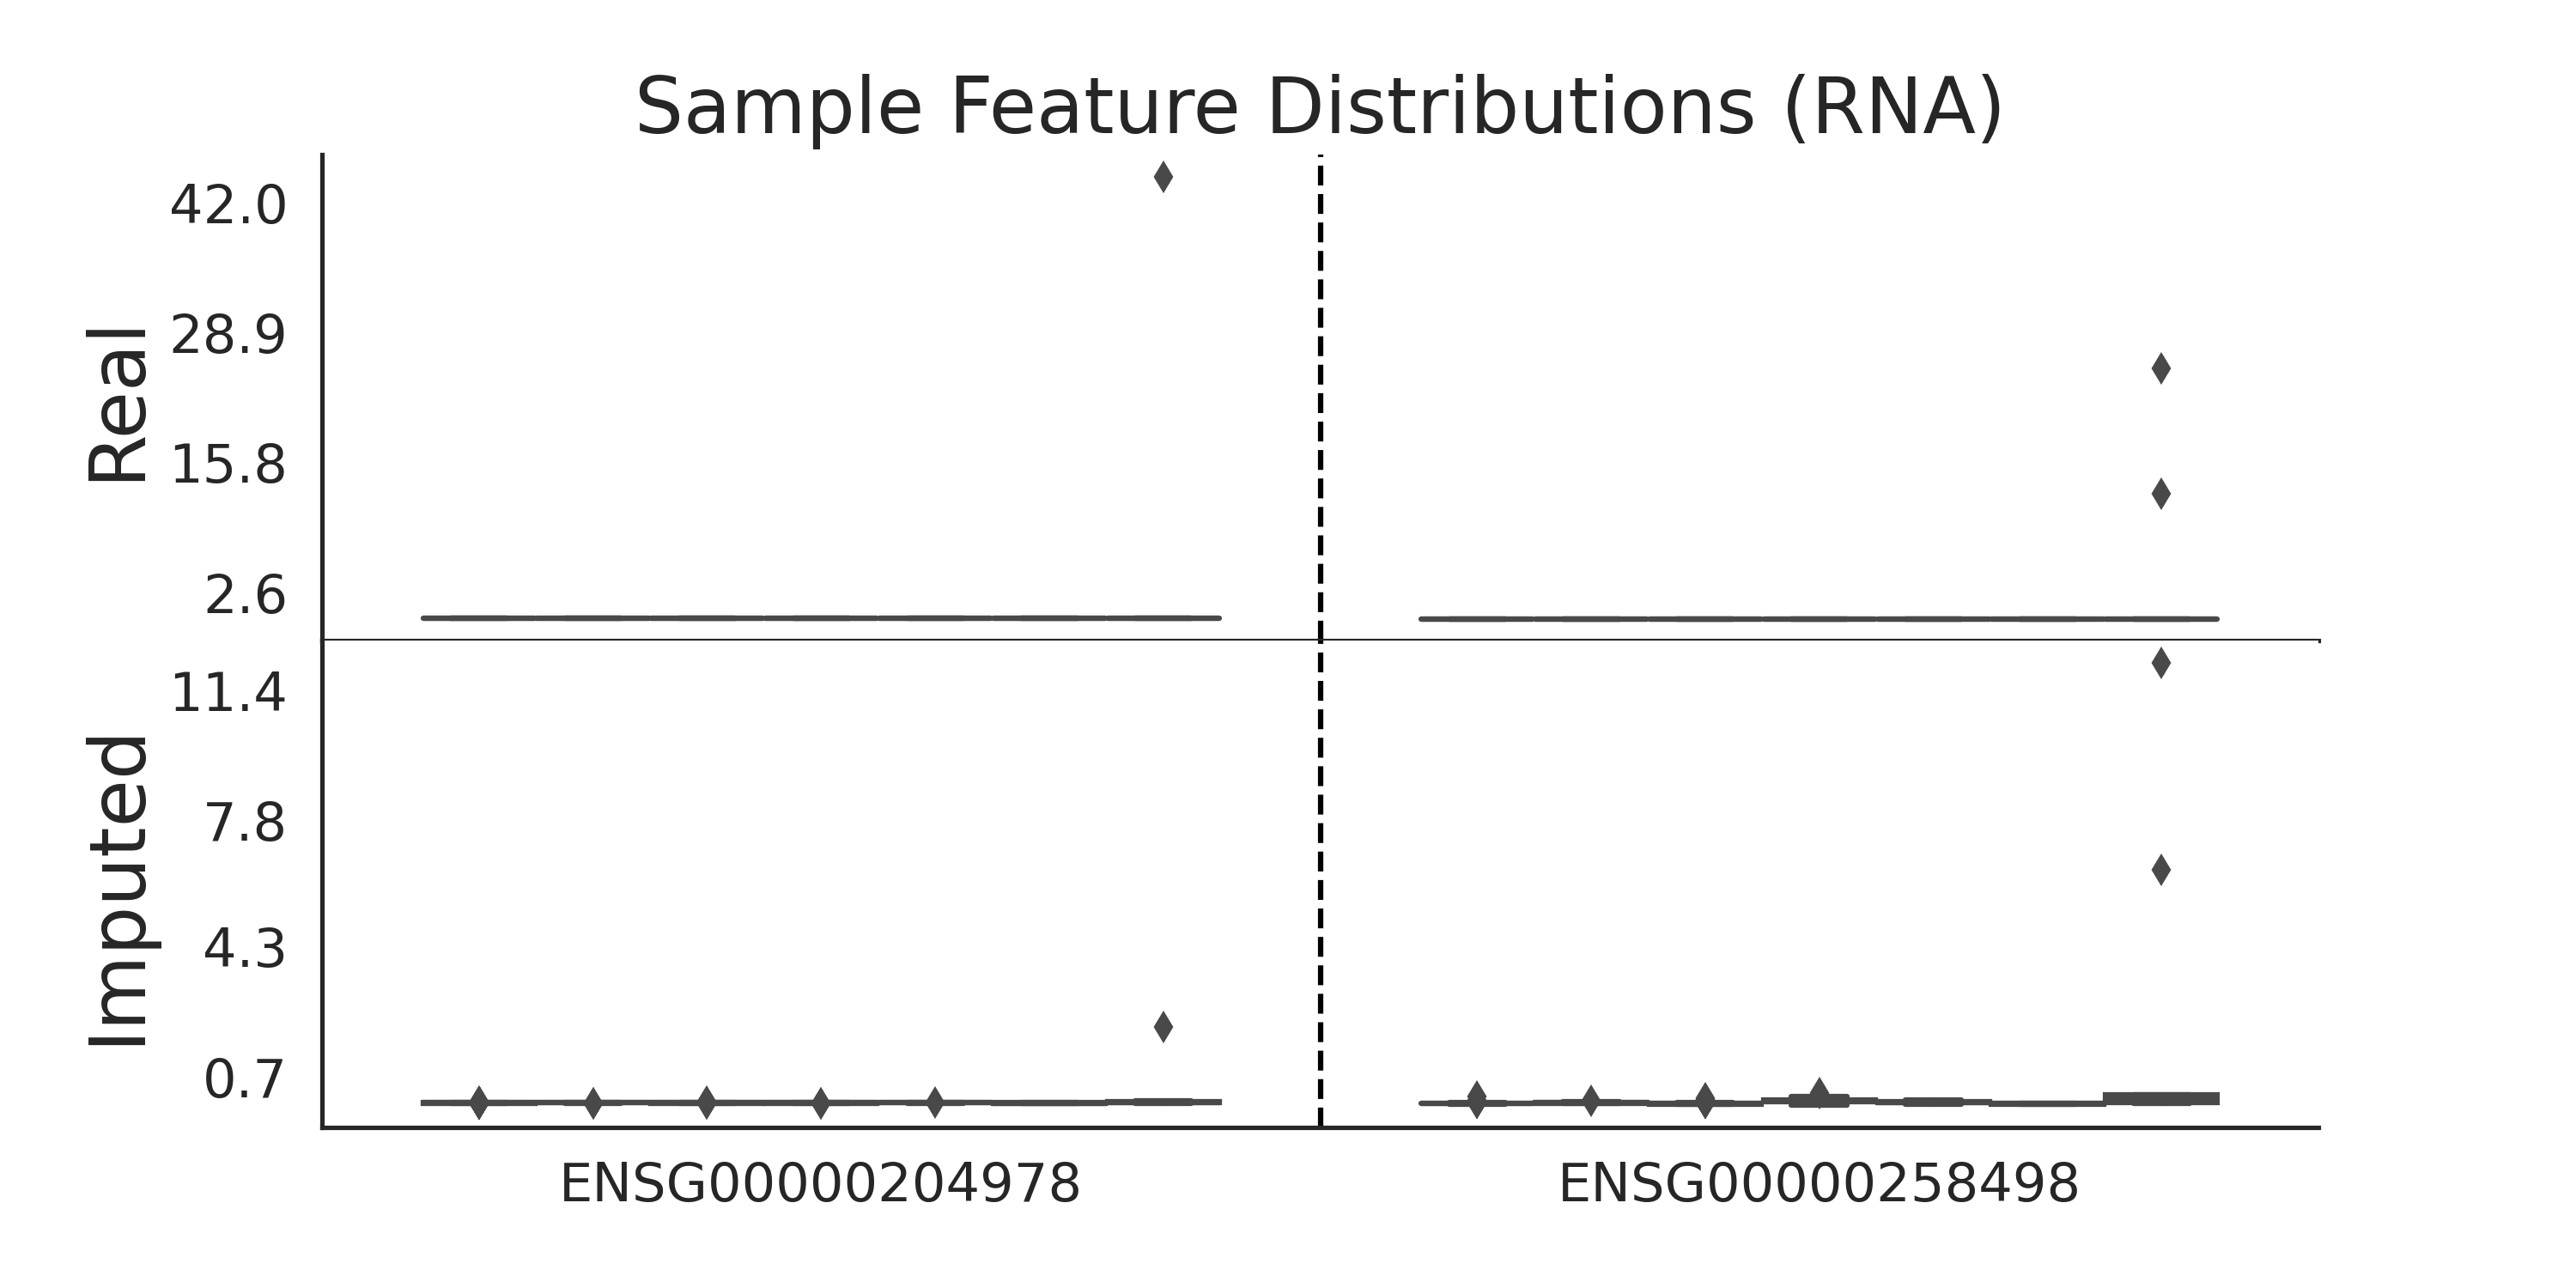 Sample Feature Distributions (RNA)
Real
42.0
28.9
15.8
2.6
Imputed
11.4
7.8
4.3
0.7
ENSG00000204978
ENSG00000258498